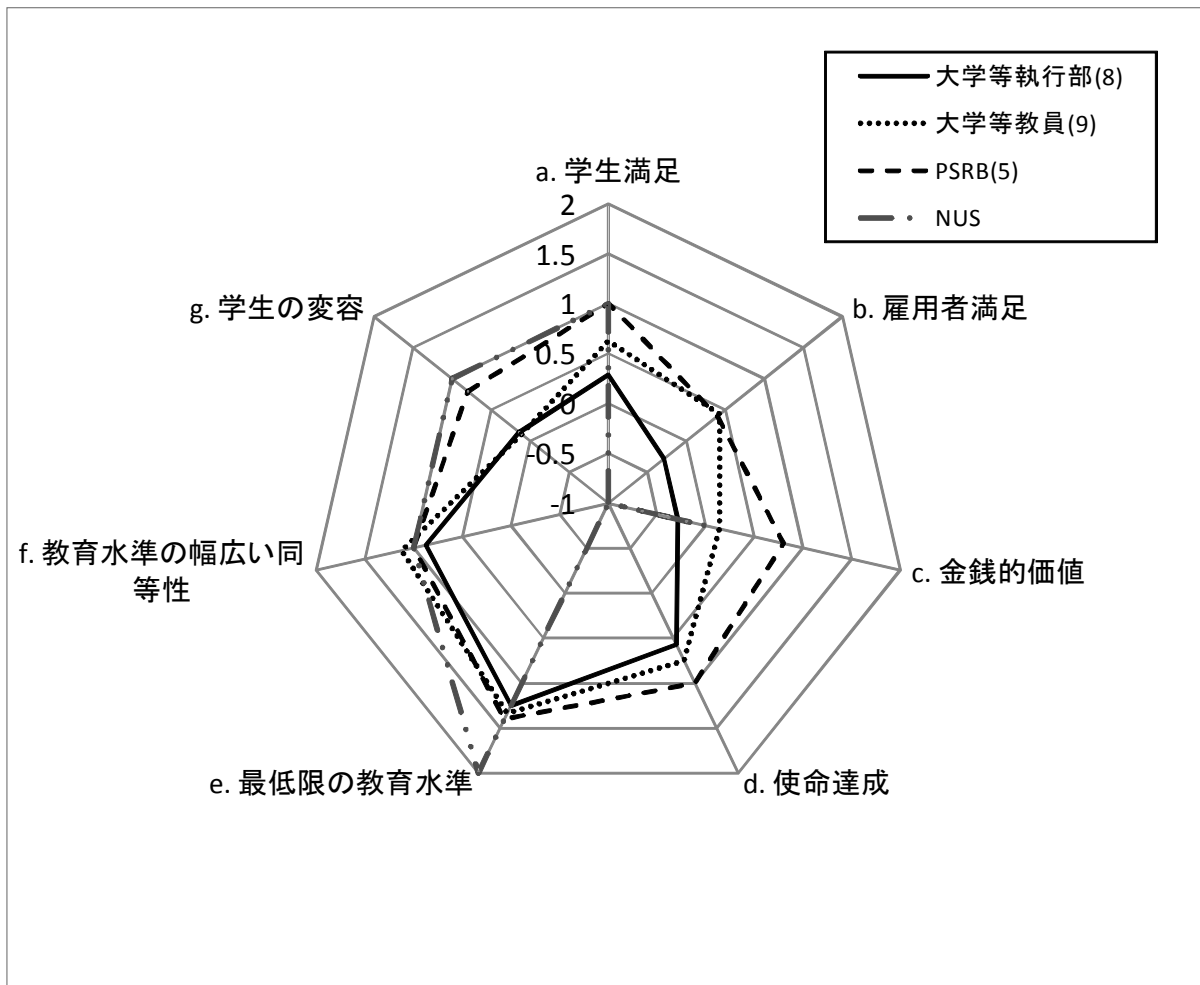 大学等執行部(8)
大学等教員(9)
PSRB(5)
NUS
a. 学生満足
2
1.5
1
0.5
0
-0.5
-1
b. 雇用者満足
c. 金銭的価値
d. 使命達成
e. 最低限の教育水準
f. 教育水準の幅広い同
等性
g. 学生の変容